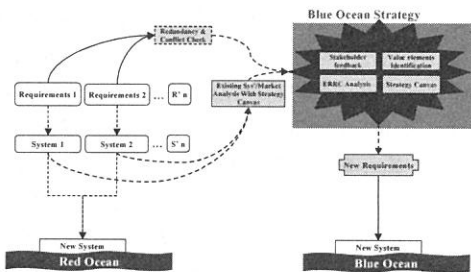 Blue Ocean Strategy
Redundancy &
Conflict Check
Stakeholder
feedback
Value elements
Identification
ERRC Analysis
Strategy Canvas
Requirements 1
Requirements 2
...
R' n
Existing Sys'/Market
Analysis With Strategy
Canvas
System 1
System 2
...
S' n
New Requirements
New System
Red Ocean
New System
Blue Ocean